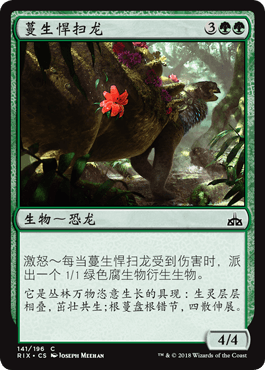 蔓生悍扫龙 3
生物～恐龙
激怒～每当蔓生悍扫龙受到伤害时，派
出一个 1/1 绿色腐生物衍生生物。
它是丛林万物恣意生长的具现：生灵层层
相叠，茁壮共生；根蔓盘根错节，四散伸展。
4/4
141/196 C
RIX • CS JOSEPH MEEHAN
™ & © 2018 Wizards of the Coast